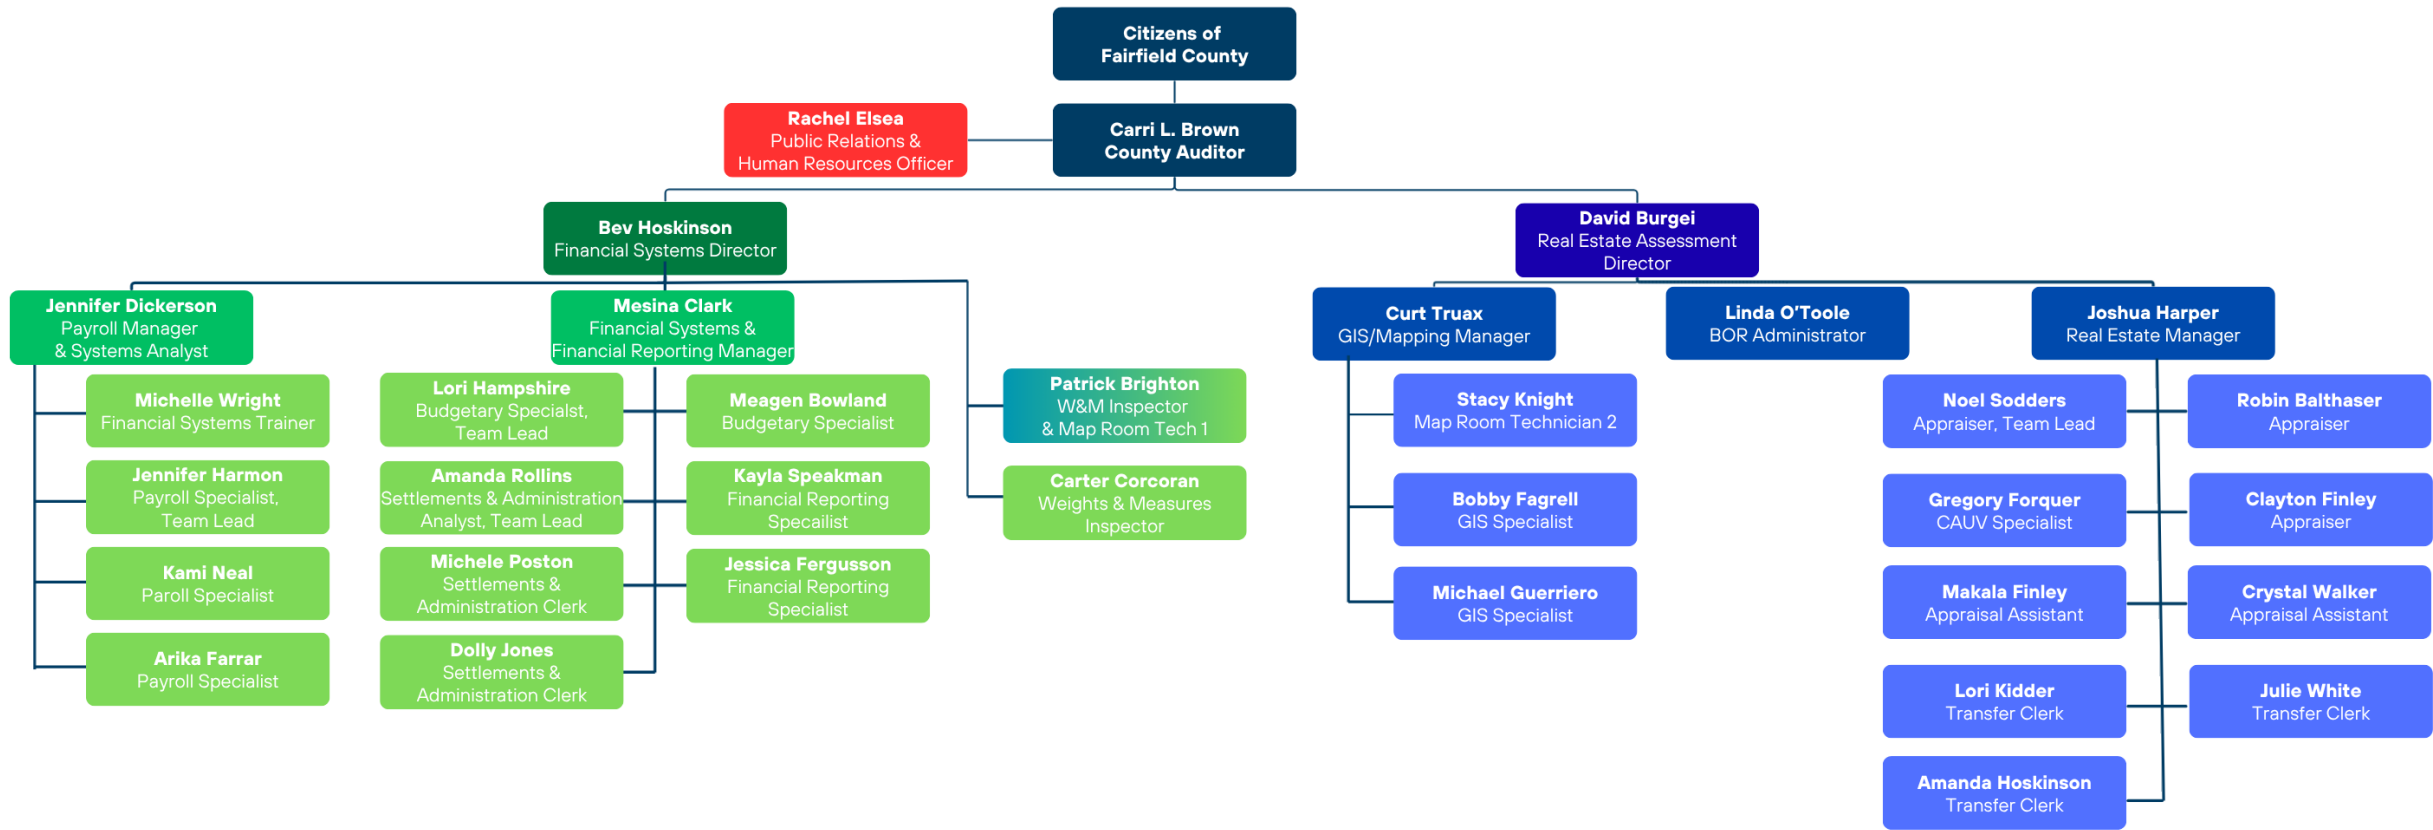 Citizens of
Fairfield County
Rachel Elsea
Public Relations &
Human Resources Officer
Carri L. Brown
County Auditor
Bev Hoskinson
Financial Systems Director
David Burgei
Real Estate Assessment
Director
Jennifer Dickerson
Payroll Manager
& Systems Analyst
Mesina Clark
Financial Systems &
Financial Reporting Manager
Curt Truax
GIS/Mapping Manager
Linda O'Toole
BOR Administrator
Joshua Harper
Real Estate Manager
Michelle Wright
Financial Systems Trainer
Jennifer Harmon
Payroll Specialist,
Team Lead
Kami Neal
Paroll Specialist
Arika Farrar
Payroll Specialist
Lori Hampshire
Budgetary Specialst,
Team Lead
Meagen Bowland
Budgetary Specialist
Amanda Rollins
Settlements & Administration
Analyst, Team Lead
Kayla Speakman
Financial Reporting
Specailist
Michele Poston
Settlements &
Administration Clerk
Jessica Fergusson
Financial Reporting
Specialist
Dolly Jones
Settlements &
Administration Clerk
Patrick Brighton
W&M Inspector
& Map Room Tech 1
Carter Corcoran
Weights & Measures
Inspector
Stacy Knight
Map Room Technician 2
Bobby Fagrell
GIS Specialist
Michael Guerriero
GIS Specialist
Noel Sodders
Appraiser, Team Lead
Robin Balthaser
Appraiser
Gregory Forquer
CAUV Specialist
Clayton Finley
Appraiser
Makala Finley
Appraisal Assistant
Crystal Walker
Appraisal Assistant
Lori Kidder
Transfer Clerk
Julie White
Transfer Clerk
Amanda Hoskinson
Transfer Clerk